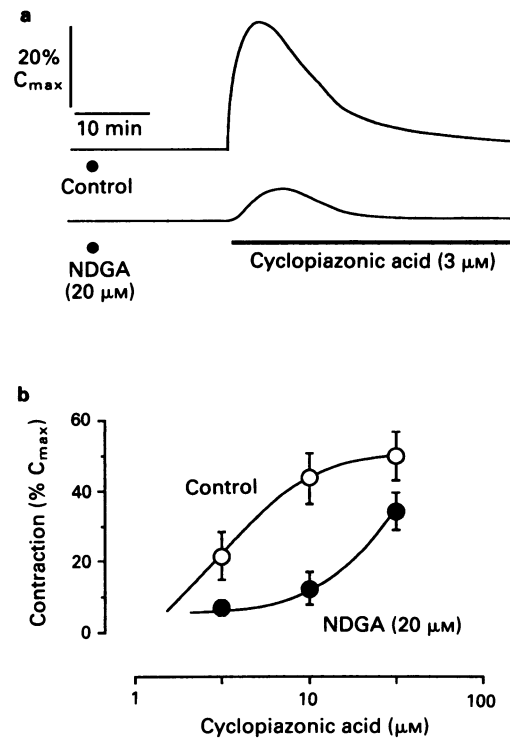 a
20%
Cmax
10 min
Control
NDGA
(20 μM)
Cyclopiazonic acid (3 μM)
b
Contraction (% Cmax)
60
40
20
0
Control
NDGA (20 μM)
1
10
100
Cyclopiazonic acid (μM)